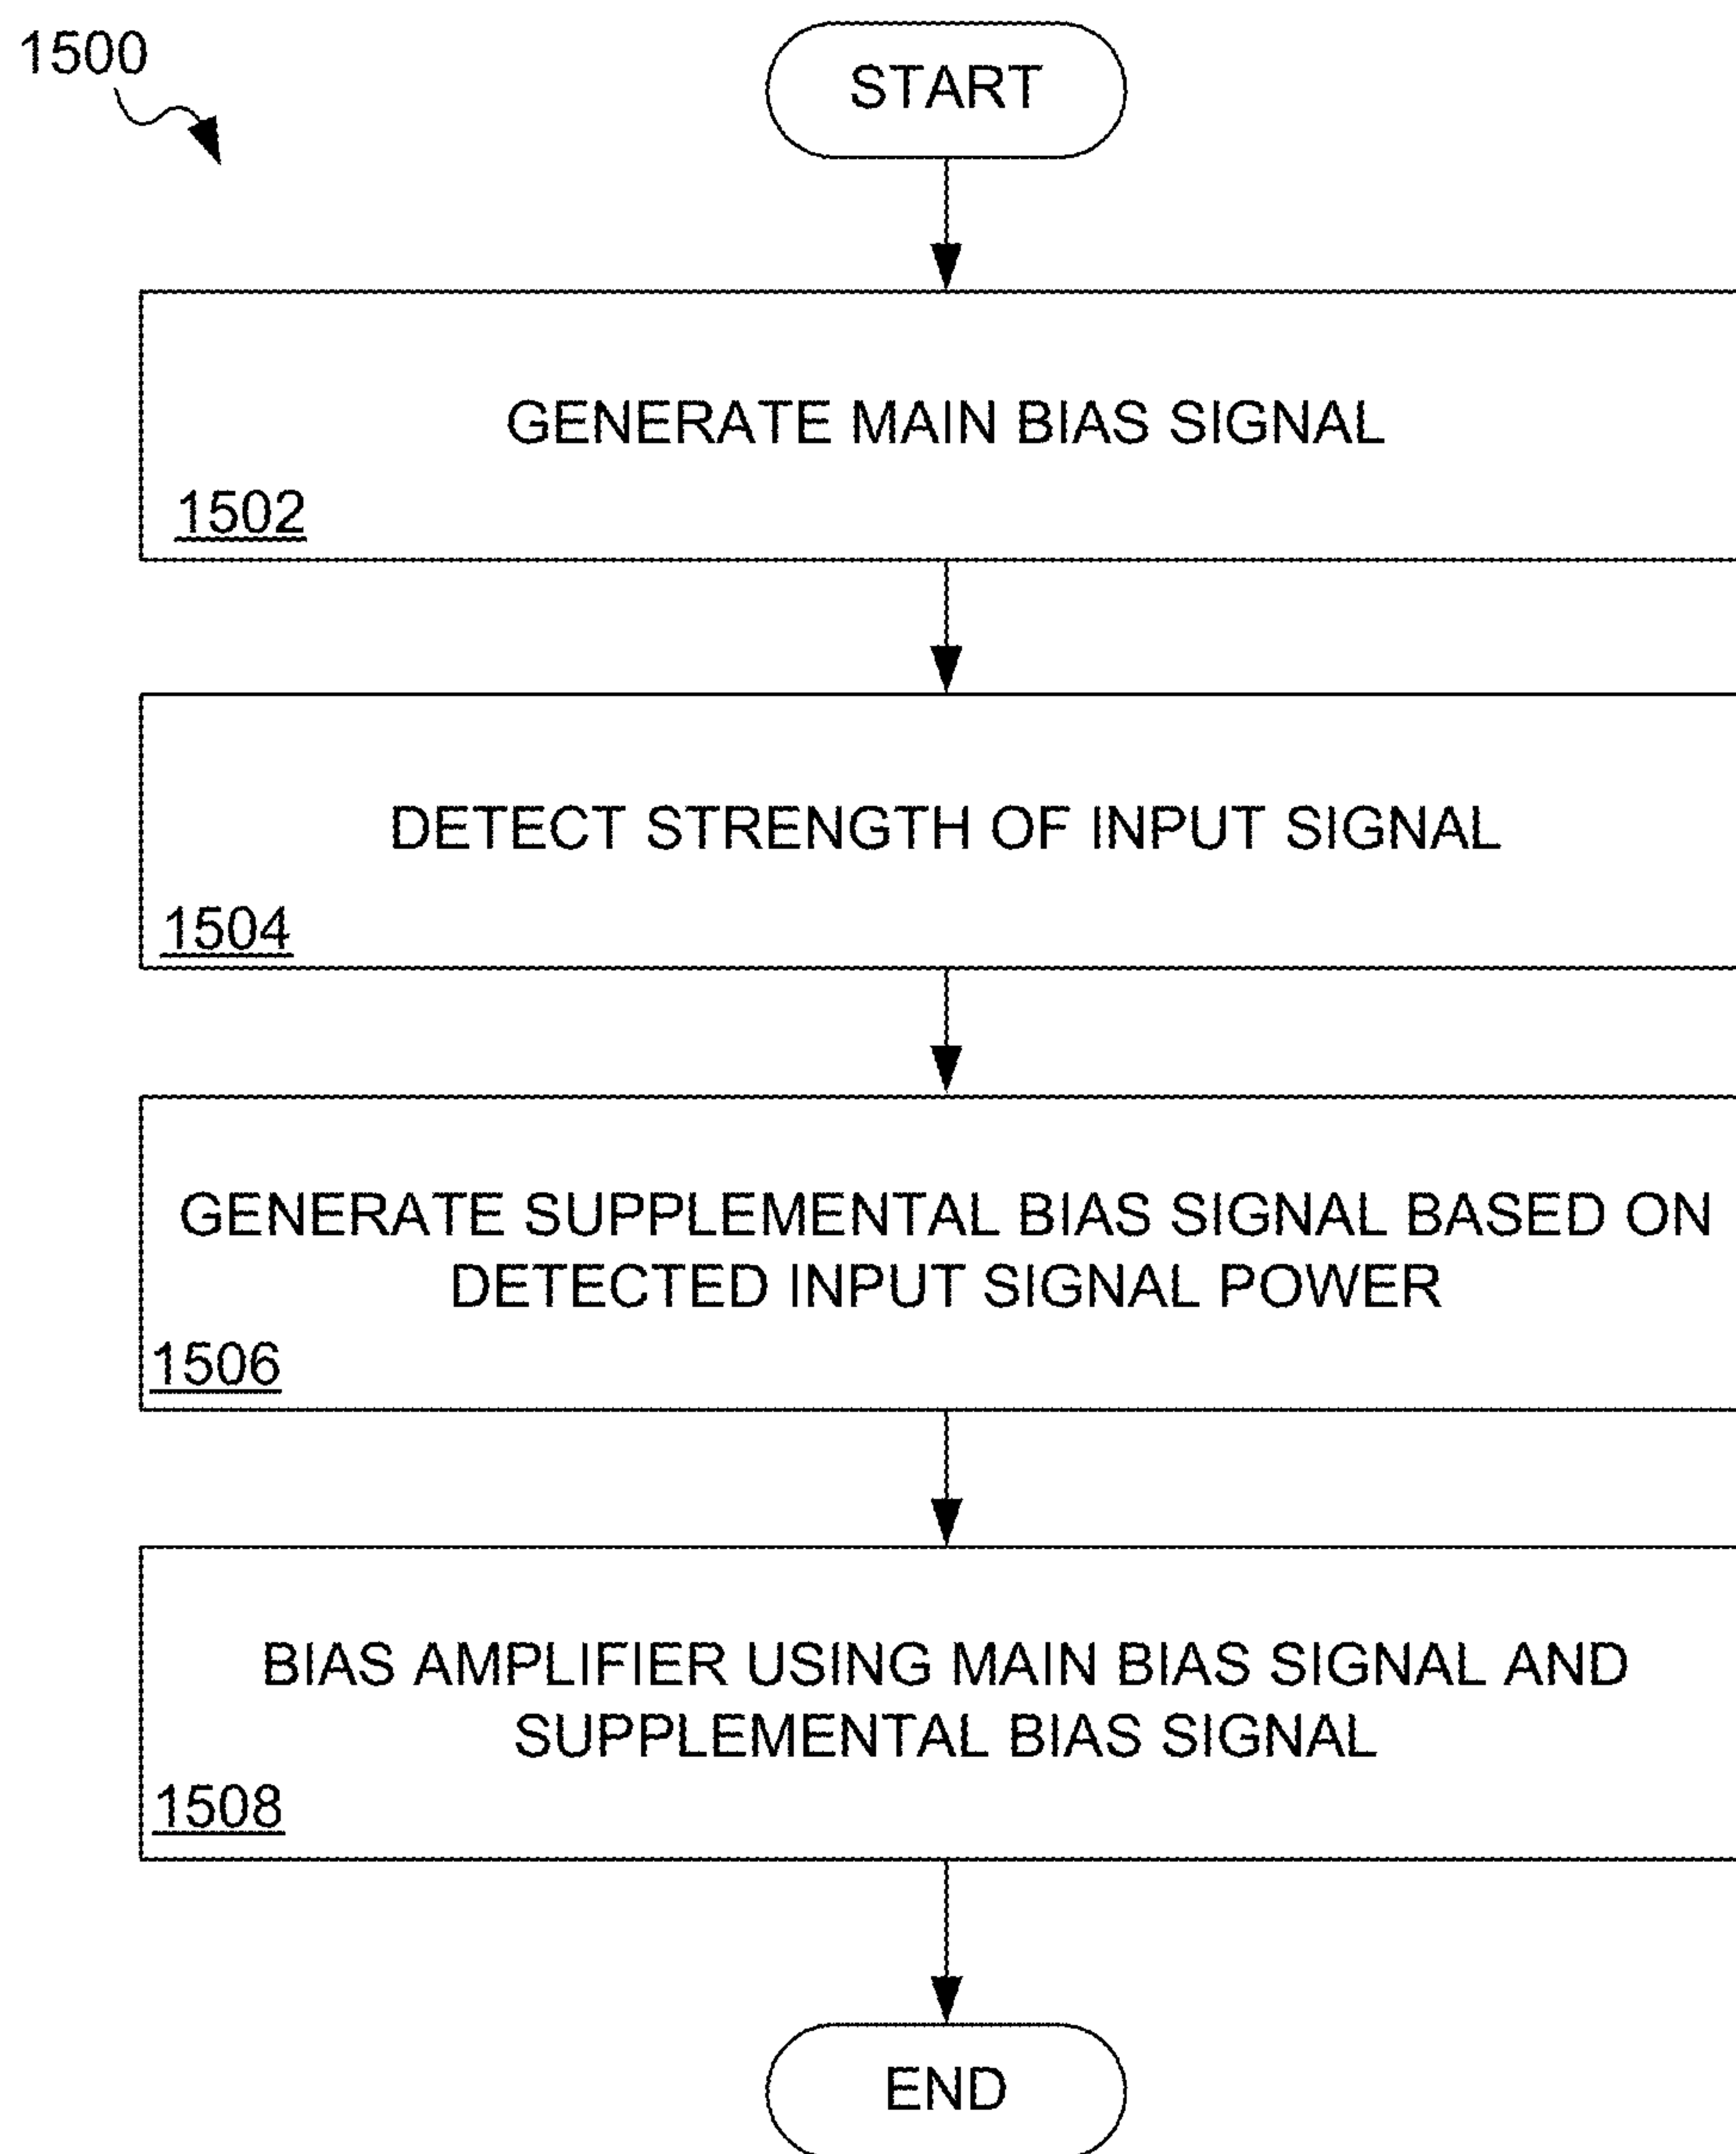 1500
START
GENERATE MAIN BIAS SIGNAL
1502
DETECT STRENGTH OF INPUT SIGNAL
1504
GENERATE SUPPLEMENTAL BIAS SIGNAL BASED ON
DETECTED INPUT SIGNAL POWER
1506
BIAS AMPLIFIER USING MAIN BIAS SIGNAL AND
SUPPLEMENTAL BIAS SIGNAL
1508
END